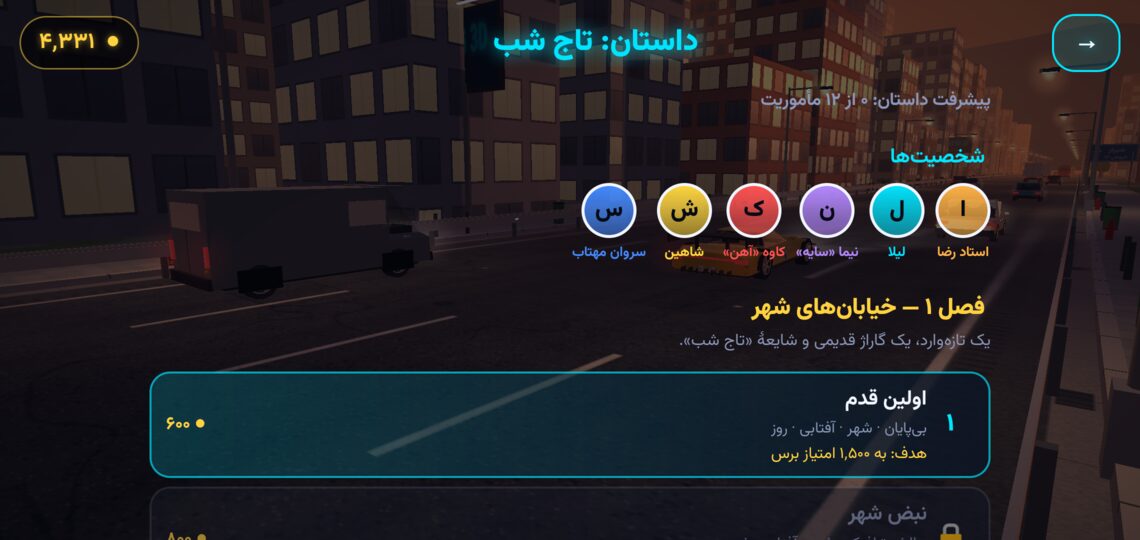 →
داستان: تاج شب
۴,۳۳۱
پیشرفت داستان: ۰ از ۱۲ مأموریت
شخصیت‌ها
ا
ل
ن
ک
ش
س
استاد رضا
لیلا
نیما «سایه»
کاوه «آهن»
شاهین
سروان مهتاب
فصل ۱ — خیابان‌های شهر
یک تازه‌وارد، یک گاراژ قدیمی و شایعهٔ «تاج شب».
۱
اولین قدم
بی‌پایان · شهر · آفتابی · روز
هدف: به ۱,۵۰۰ امتیاز برس
۶۰۰
نبض شهر
۸۰۰